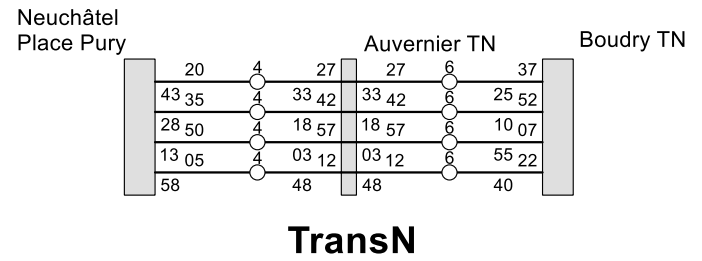 Neuchâtel
Place Pury
Auvernier TN
Boudry TN
20 4 27 27 6 37
43 35 4 33 42 33 42 6 25 52
28 50 4 18 57 18 57 6 10 07
13 05 4 03 12 03 12 6 55 22
58 48 48 40
TransN